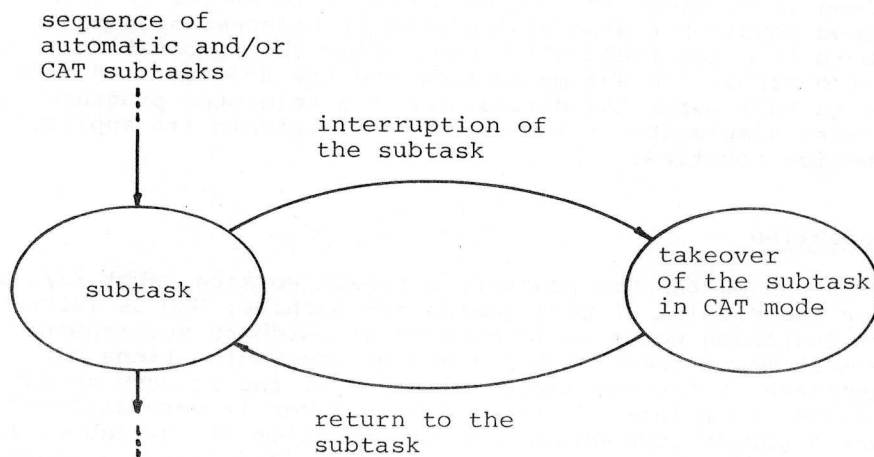 sequence of
automatic and/or
CAT subtasks
interruption of
the subtask
subtask
takeover
of the subtask
in CAT mode
return to the
subtask